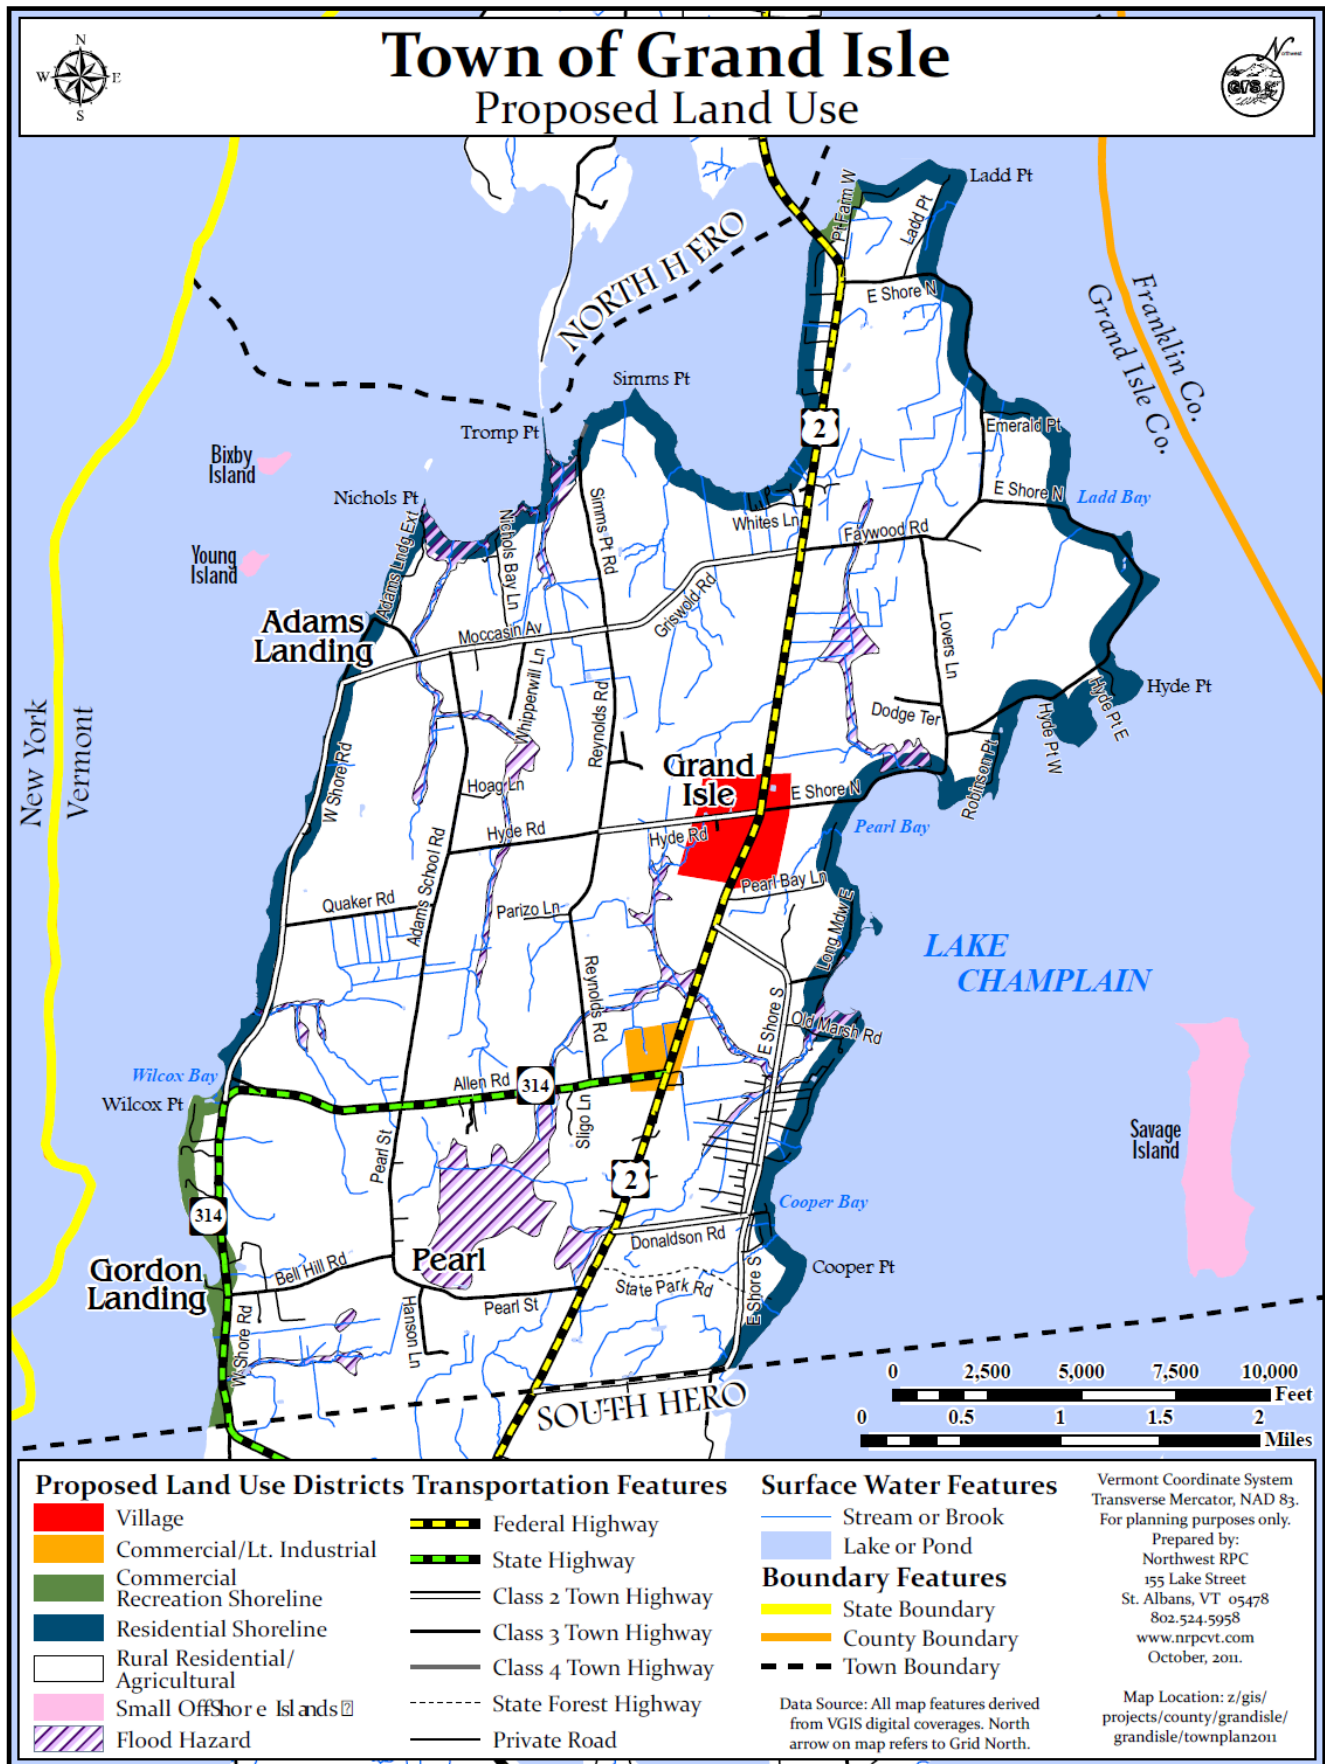 Town of Grand Isle
Proposed Land Use
N
W E
S
N
Northwest
GIS
Ladd Pt
Pt Farm W
Ladd Pt
NORTH HERO
E Shore N
Franklin Co.
Grand Isle Co.
Simms Pt
Tromp Pt
2
Emerald Pt
Bixby
Island
Nichols Pt
E Shore N
Ladd Bay
Simms Pt Rd
Nichols Bay Ln
Whites Ln
Faywood Rd
Adams Lndg Ext
Young
Island
Griswold Rd
Adams
Landing
Moccasin Av
Lovers Ln
Whipperwill Ln
Reynolds Rd
Hyde Pt
Hyde Pt E
Hyde Pt W
Dodge Ter
New York
Vermont
W Shore Rd
Robinson Pt
Grand
Isle
Hoag Ln
E Shore N
Hyde Rd
Hyde Rd
Pearl Bay
Adams School Rd
Pearl Bay Ln
Quaker Rd
Parizo Ln
Long Mdw E
LAKE
CHAMPLAIN
Reynolds Rd
E Shore S
Old Marsh Rd
Wilcox Bay
Allen Rd
314
Wilcox Pt
Sligo Ln
Savage
Island
Pearl St
2
Cooper Bay
314
Donaldson Rd
Pearl
Gordon
Landing
Bell Hill Rd
Cooper Pt
State Park Rd
E Shore S
Pearl St
Hanson Ln
W Shore Rd
SOUTH HERO
0 2,500 5,000 7,500 10,000
Feet
0 0.5 1 1.5 2
Miles
Proposed Land Use Districts
Village
Commercial/Lt. Industrial
Commercial
Recreation Shoreline
Residential Shoreline
Rural Residential/
Agricultural
Small OffShore Islands
Flood Hazard
Transportation Features
Federal Highway
State Highway
Class 2 Town Highway
Class 3 Town Highway
Class 4 Town Highway
State Forest Highway
Private Road
Surface Water Features
Stream or Brook
Lake or Pond
Boundary Features
State Boundary
County Boundary
Town Boundary
Data Source: All map features derived
from VGIS digital coverages. North
arrow on map refers to Grid North.
Vermont Coordinate System
Transverse Mercator, NAD 83.
For planning purposes only.
Prepared by:
Northwest RPC
155 Lake Street
St. Albans, VT 05478
802.524.5958
www.nrpcvt.com
October, 2011.
Map Location: z/gis/
projects/county/grandisle/
grandisle/townplan2011